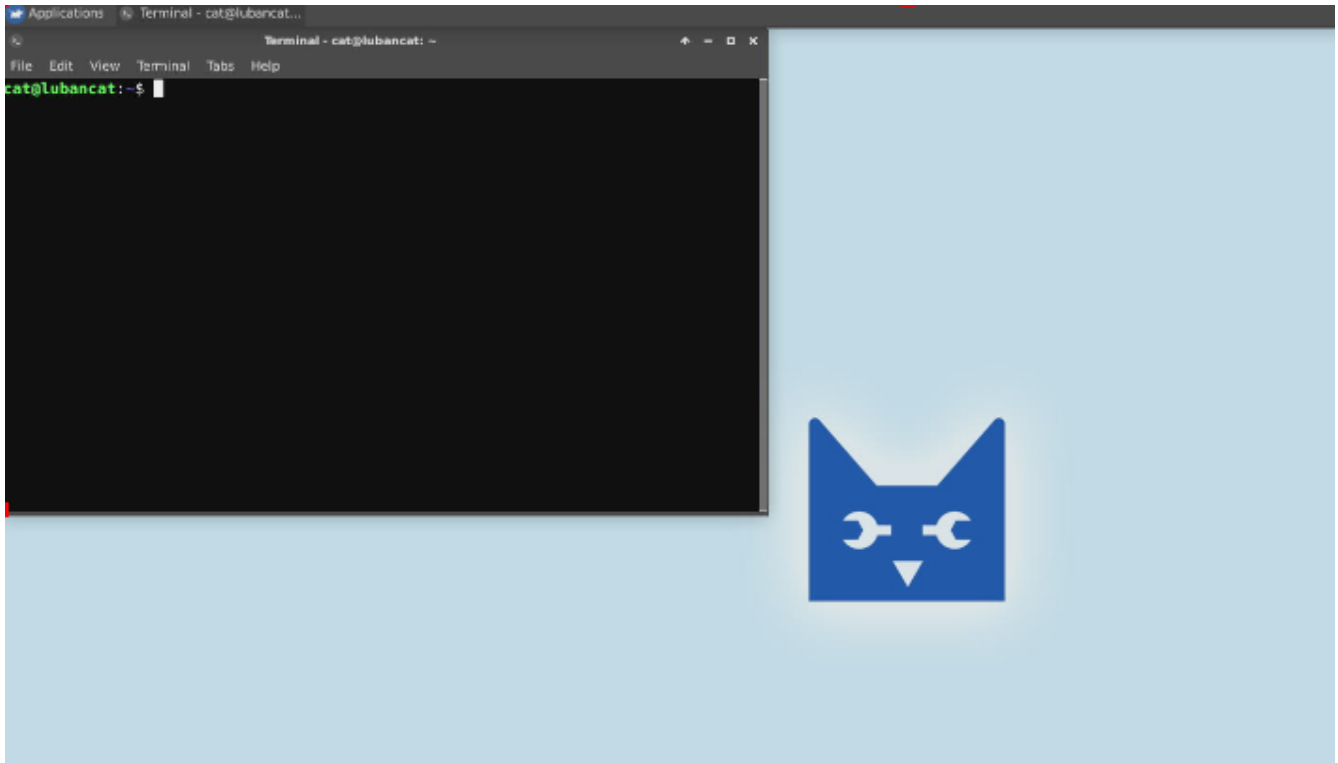 Applications Terminal - cat@lubancat...
Terminal - cat@lubancat: ~
File Edit View Terminal Tabs Help
cat@lubancat:~$